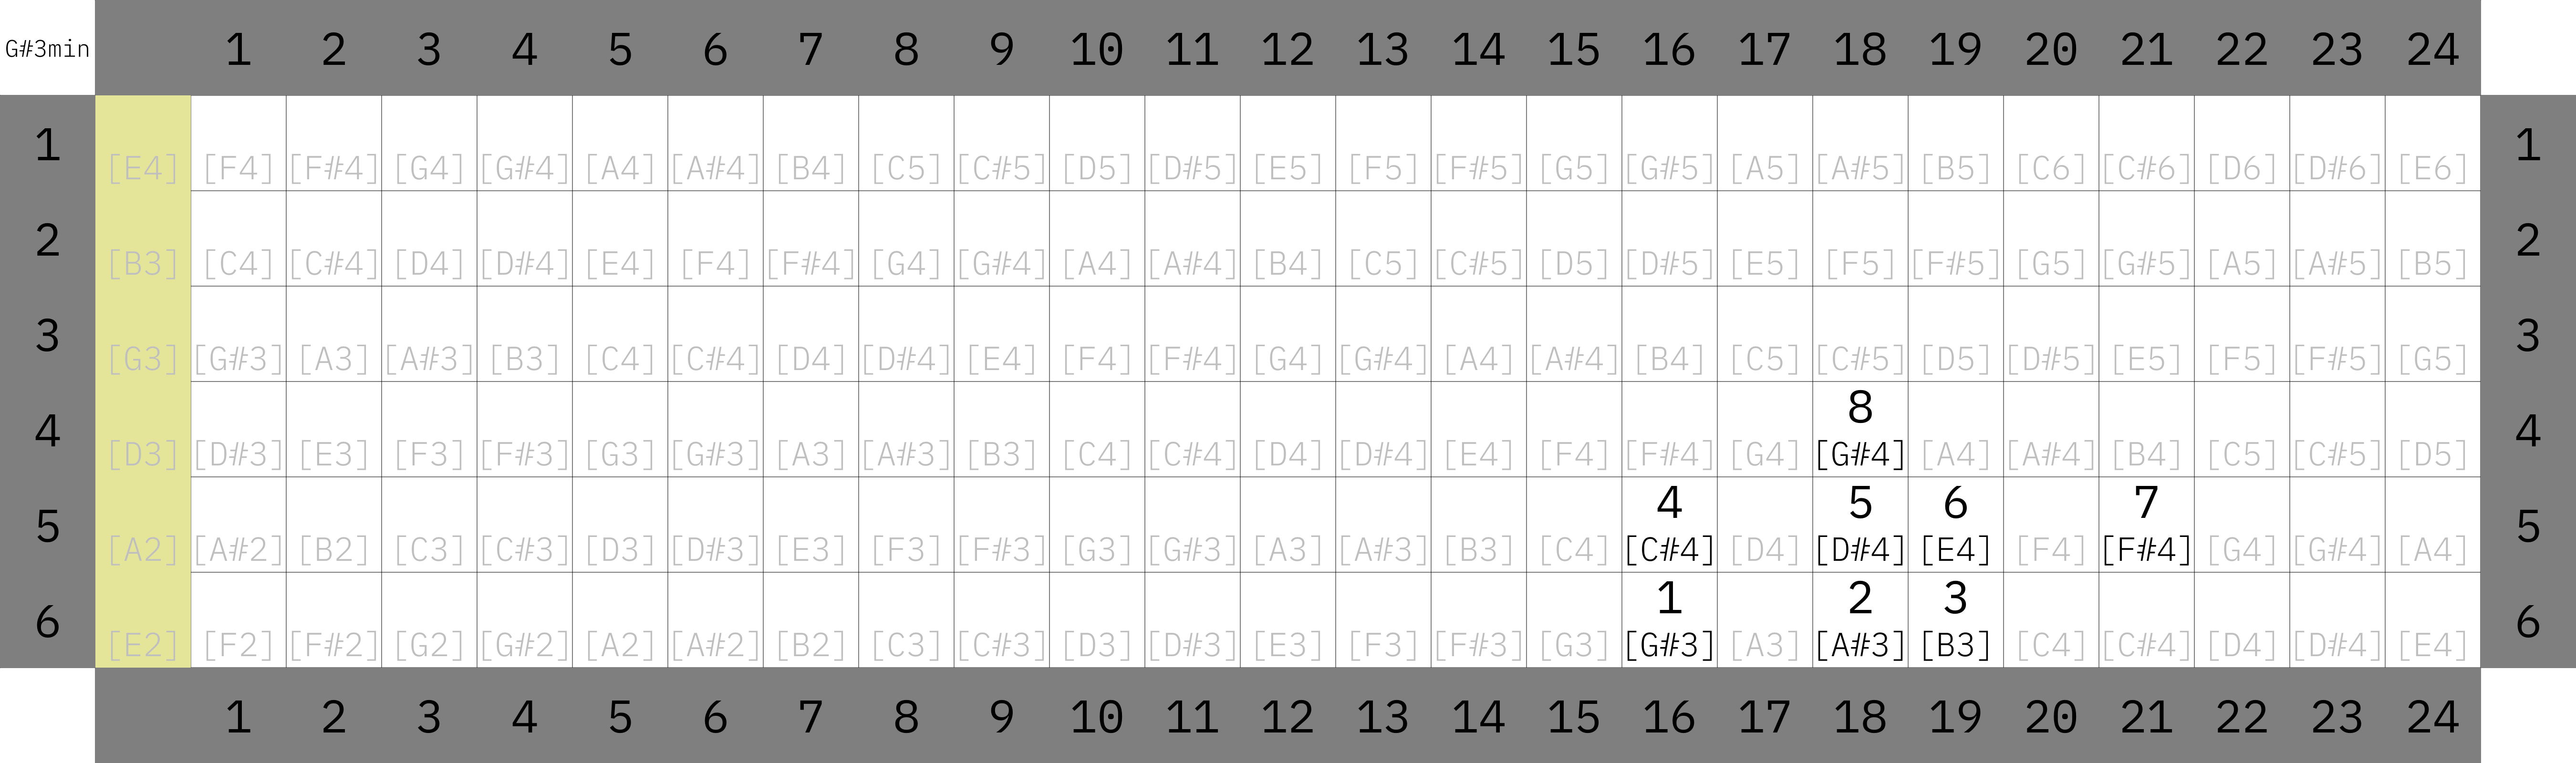 G#3min 1 2 3 4 5 6 7 8 9 10 11 12 13 14 15 16 17 18 19 20 21 22 23 24
1 [E4] [F4] [F#4] [G4] [G#4] [A4] [A#4] [B4] [C5] [C#5] [D5] [D#5] [E5] [F5] [F#5] [G5] [G#5] [A5] [A#5] [B5] [C6] [C#6] [D6] [D#6] [E6] 1
2 [B3] [C4] [C#4] [D4] [D#4] [E4] [F4] [F#4] [G4] [G#4] [A4] [A#4] [B4] [C5] [C#5] [D5] [D#5] [E5] [F5] [F#5] [G5] [G#5] [A5] [A#5] [B5] 2
3 [G3] [G#3] [A3] [A#3] [B3] [C4] [C#4] [D4] [D#4] [E4] [F4] [F#4] [G4] [G#4] [A4] [A#4] [B4] [C5] [C#5] [D5] [D#5] [E5] [F5] [F#5] [G5] 3
8
4 [D3] [D#3] [E3] [F3] [F#3] [G3] [G#3] [A3] [A#3] [B3] [C4] [C#4] [D4] [D#4] [E4] [F4] [F#4] [G4] [G#4] [A4] [A#4] [B4] [C5] [C#5] [D5] 4
4 5 6 7
5 [A2] [A#2] [B2] [C3] [C#3] [D3] [D#3] [E3] [F3] [F#3] [G3] [G#3] [A3] [A#3] [B3] [C4] [C#4] [D4] [D#4] [E4] [F4] [F#4] [G4] [G#4] [A4] 5
1 2 3
6 [E2] [F2] [F#2] [G2] [G#2] [A2] [A#2] [B2] [C3] [C#3] [D3] [D#3] [E3] [F3] [F#3] [G3] [G#3] [A3] [A#3] [B3] [C4] [C#4] [D4] [D#4] [E4] 6
1 2 3 4 5 6 7 8 9 10 11 12 13 14 15 16 17 18 19 20 21 22 23 24